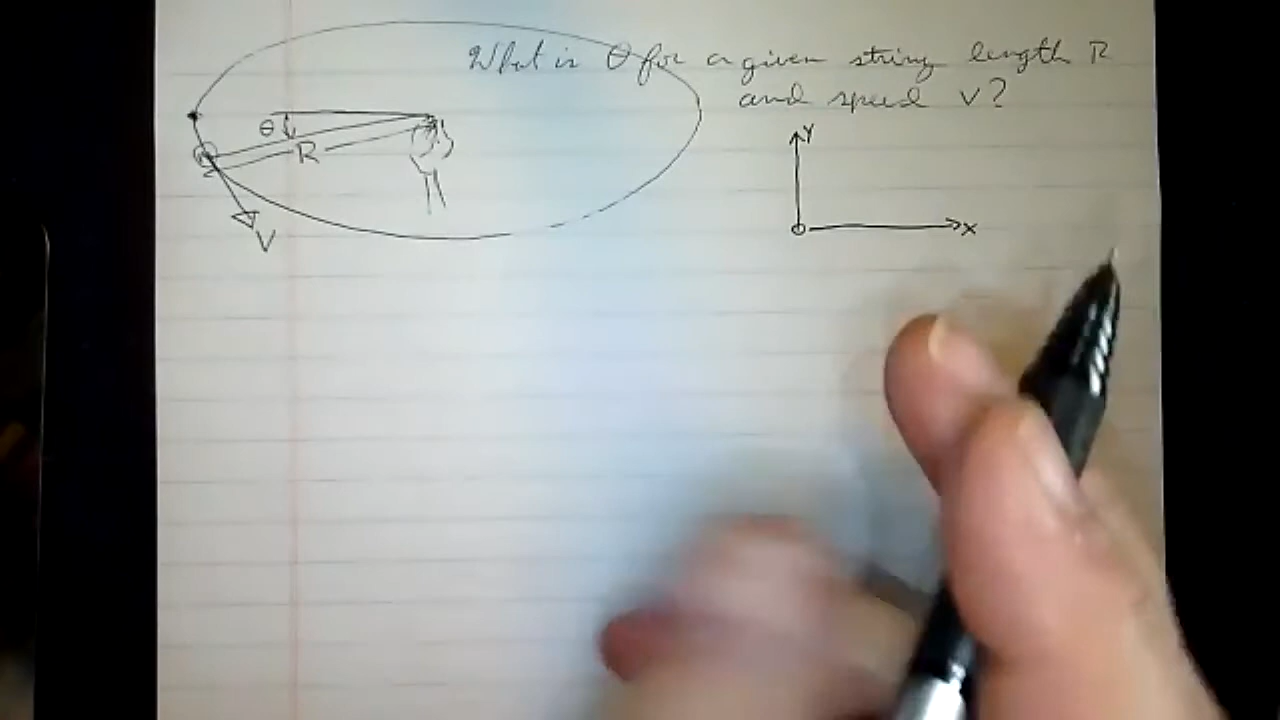 What is θ for a given string length R
and speed v?
θ
R
V
Y
X